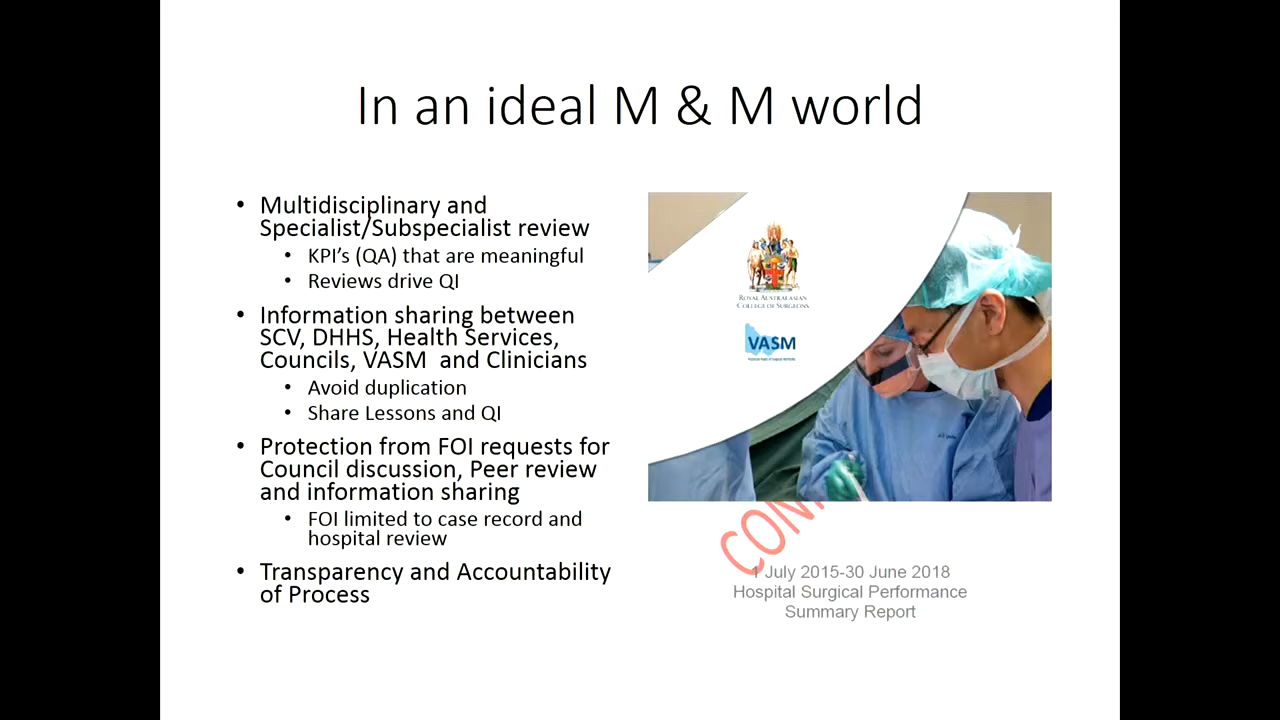 In an ideal M & M world
• Multidisciplinary and
Specialist/Subspecialist review
• KPI's (QA) that are meaningful
• Reviews drive QI
• Information sharing between
SCV, DHHS, Health Services,
Councils, VASM and Clinicians
• Avoid duplication
• Share Lessons and QI
• Protection from FOI requests for
Council discussion, Peer review
and information sharing
• FOI limited to case record and
hospital review
• Transparency and Accountability
of Process
ROYAL AUSTRALASIAN
COLLEGE OF SURGEONS
VASM
CON
1 July 2015-30 June 2018
Hospital Surgical Performance
Summary Report